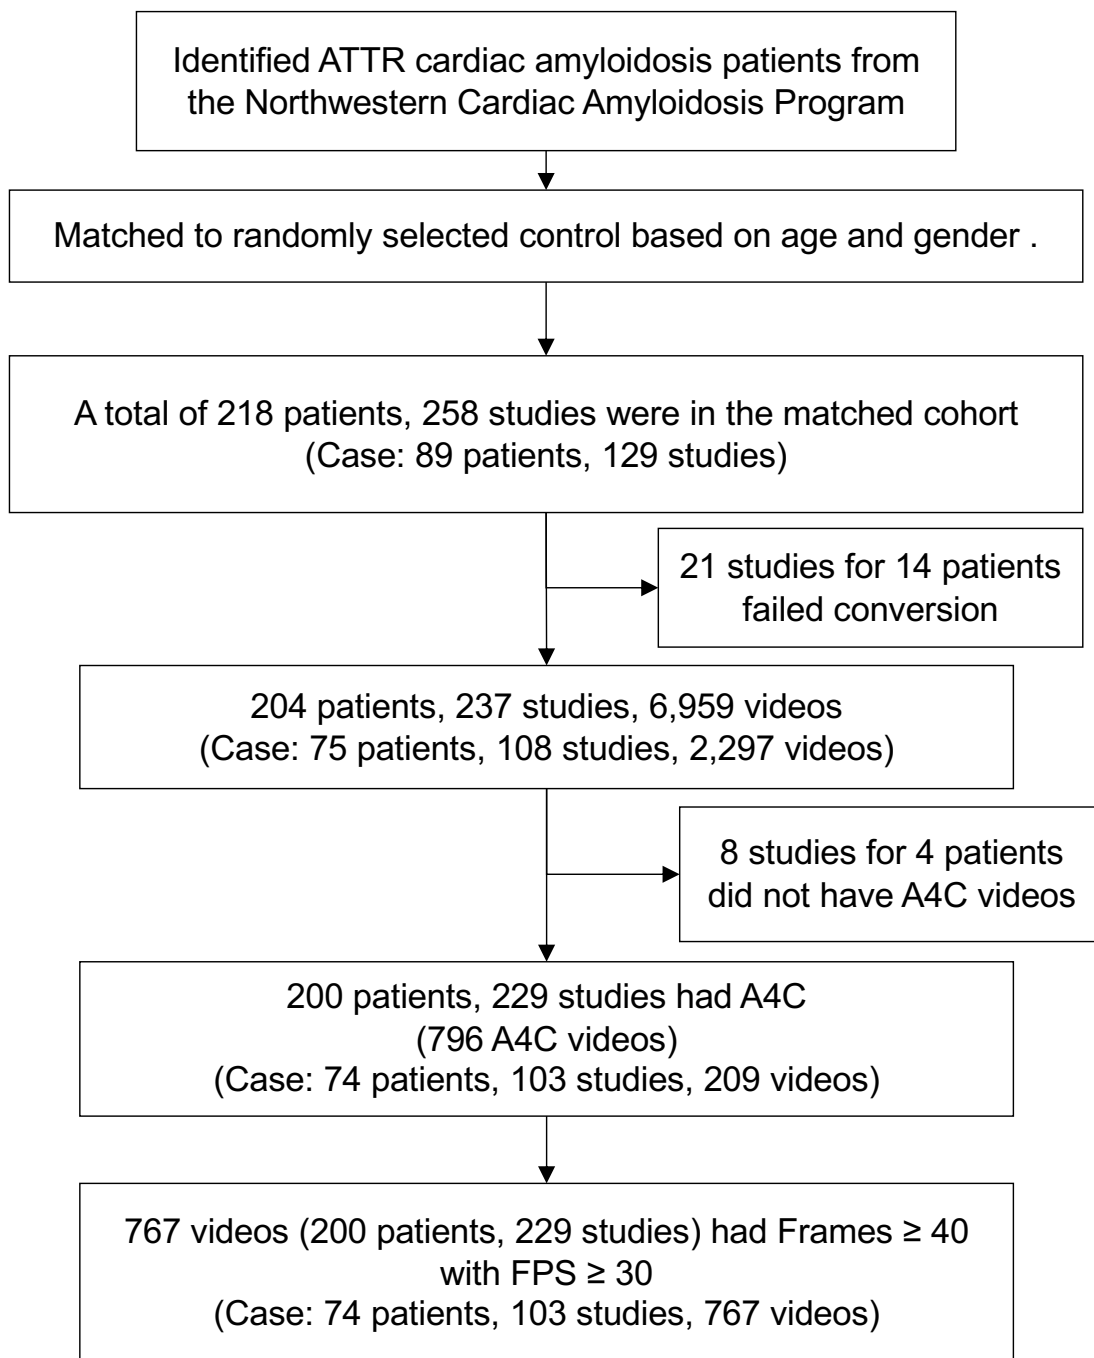 Identified ATTR cardiac amyloidosis patients from
the Northwestern Cardiac Amyloidosis Program
Matched to randomly selected control based on age and gender .
A total of 218 patients, 258 studies were in the matched cohort
(Case: 89 patients, 129 studies)
21 studies for 14 patients
failed conversion
204 patients, 237 studies, 6,959 videos
(Case: 75 patients, 108 studies, 2,297 videos)
8 studies for 4 patients
did not have A4C videos
200 patients, 229 studies had A4C
(796 A4C videos)
(Case: 74 patients, 103 studies, 209 videos)
767 videos (200 patients, 229 studies) had Frames ≥ 40
with FPS ≥ 30
(Case: 74 patients, 103 studies, 767 videos)